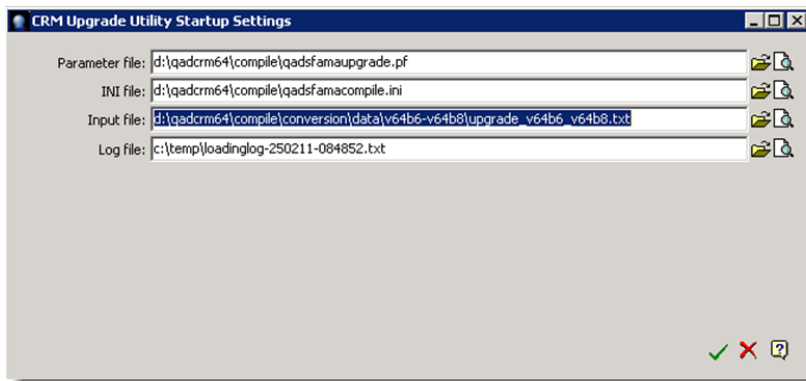 CRM Upgrade Utility Startup Settings
Parameter file: d:\qadcrm64\compile\qadsfamaupgrade.pf
INI file: d:\qadcrm64\compile\qadsfamacompile.ini
Input file: d:\qadcrm64\compile\conversion\data\v64b6-v64b8\upgrade_v64b6_v64b8.txt
Log file: c:\temp\loadinglog-250211-084852.txt